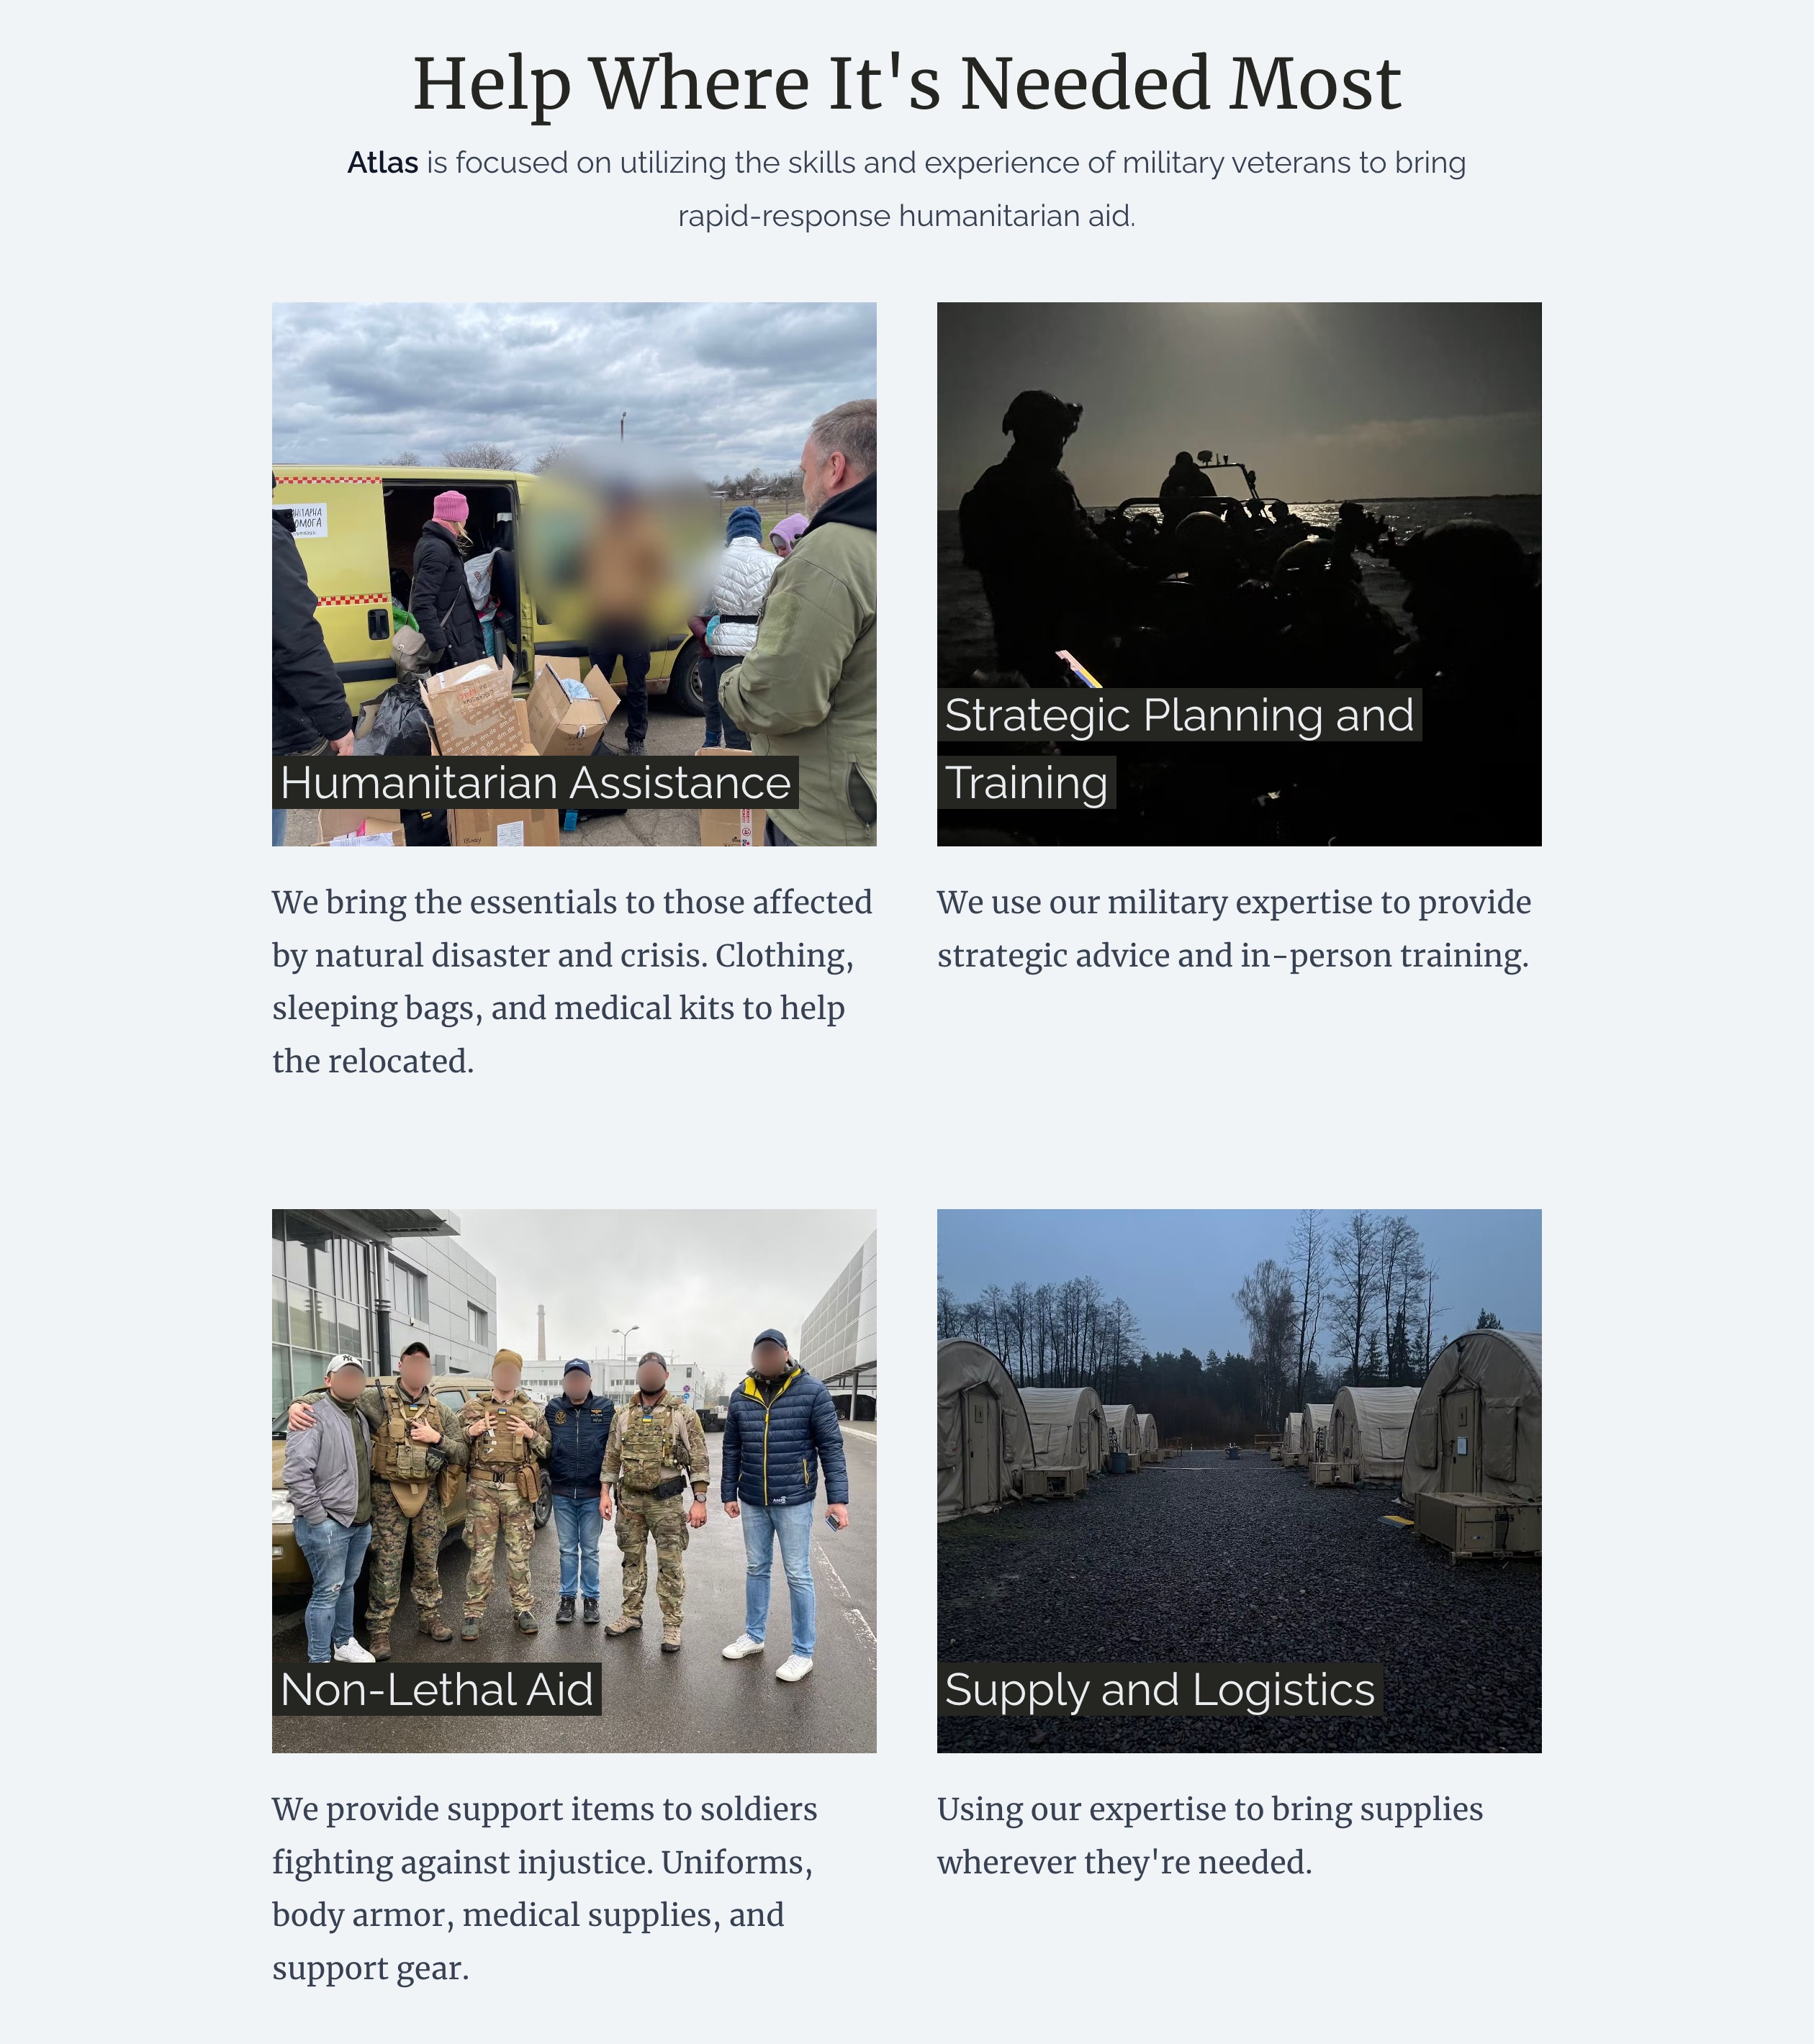 Help Where It's Needed Most
Atlas is focused on utilizing the skills and experience of military veterans to bring
rapid-response humanitarian aid.
ОМОГА
Humanitarian Assistance
Strategic Planning and
Training
We bring the essentials to those affected
by natural disaster and crisis. Clothing,
sleeping bags, and medical kits to help
the relocated.
We use our military expertise to provide
strategic advice and in-person training.
Non-Lethal Aid
Supply and Logistics
We provide support items to soldiers
fighting against injustice. Uniforms,
body armor, medical supplies, and
support gear.
Using our expertise to bring supplies
wherever they're needed.